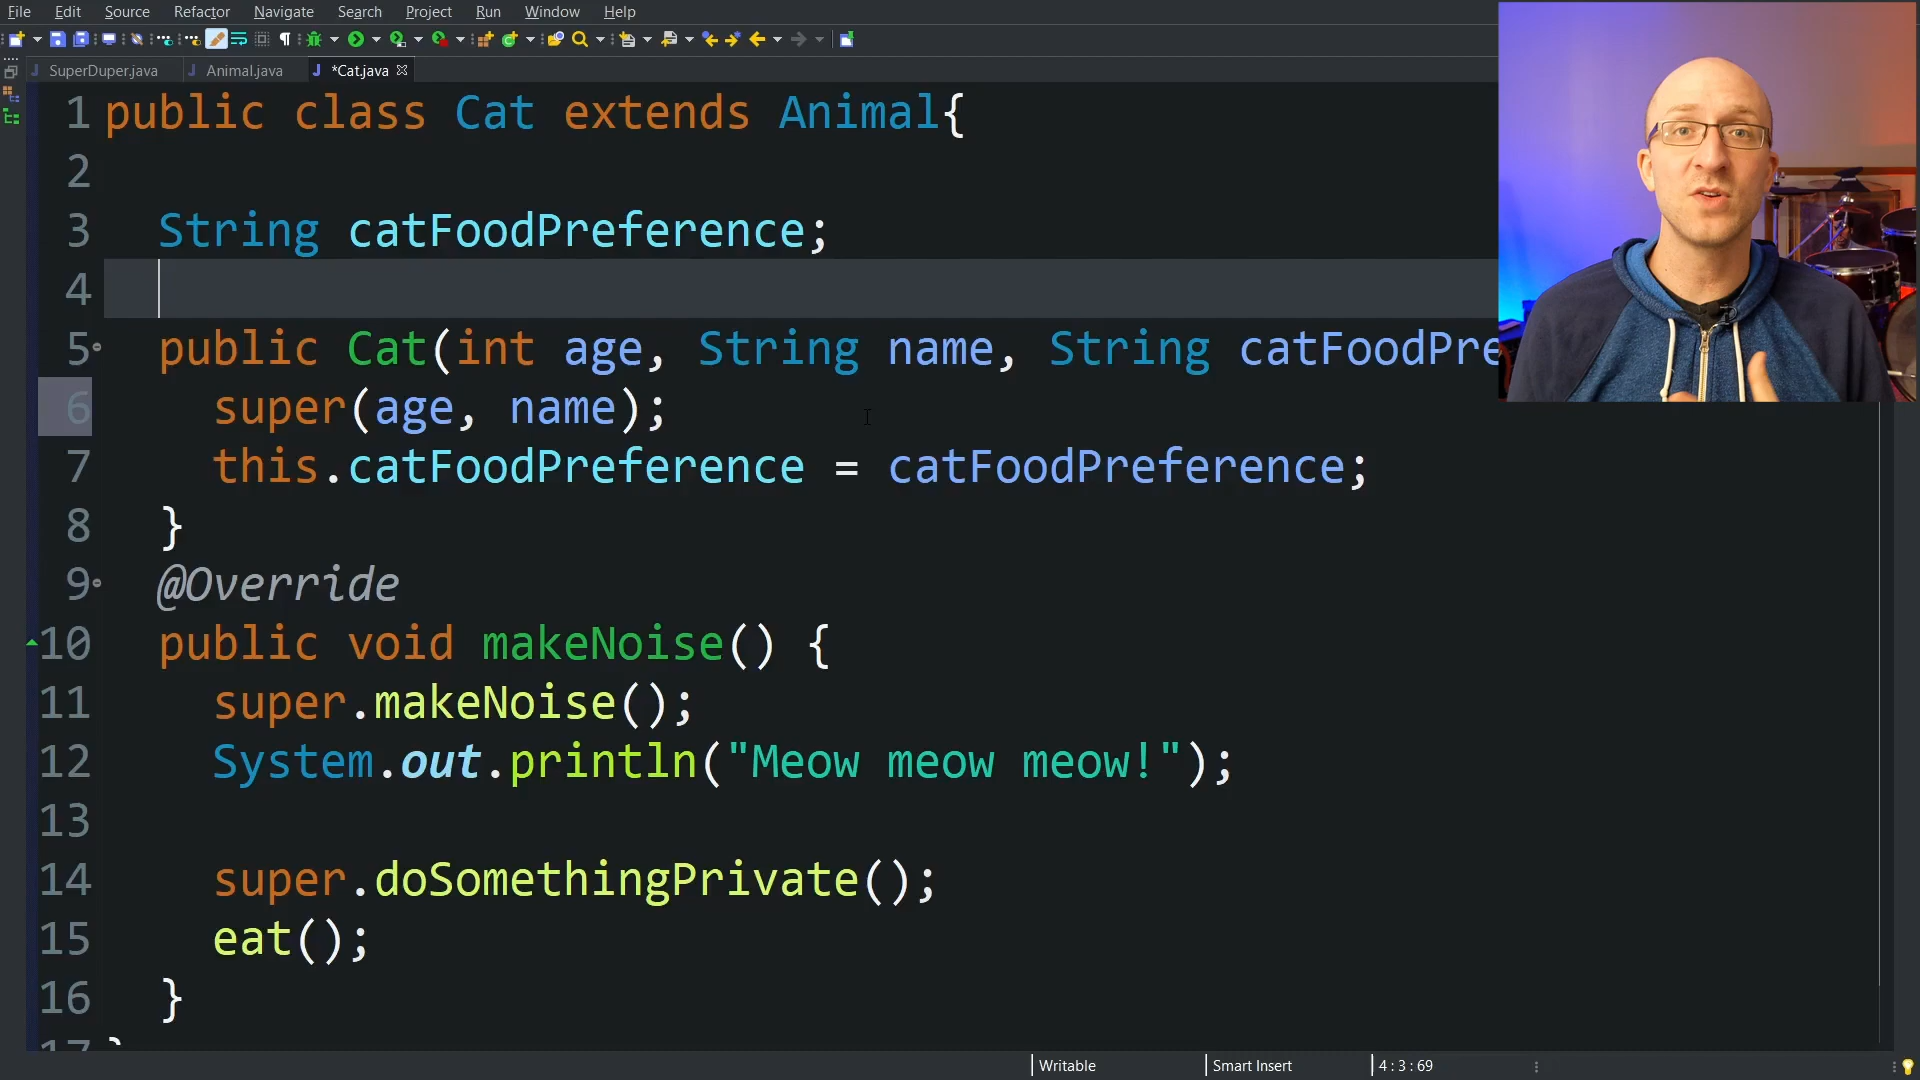 File Edit Source Refactor Navigate Search Project Run Window Help
SuperDuper.java Animal.java *Cat.java
1 public class Cat extends Animal{
2
3 String catFoodPreference;
4
5 public Cat(int age, String name, String catFoodPre
6 super(age, name);
7 this.catFoodPreference = catFoodPreference;
8 }
9 @Override
10 public void makeNoise() {
11 super.makeNoise();
12 System.out.println("Meow meow meow!");
13
14 super.doSomethingPrivate();
15 eat();
16 }
17 }
Writable Smart Insert 4 : 3 : 69